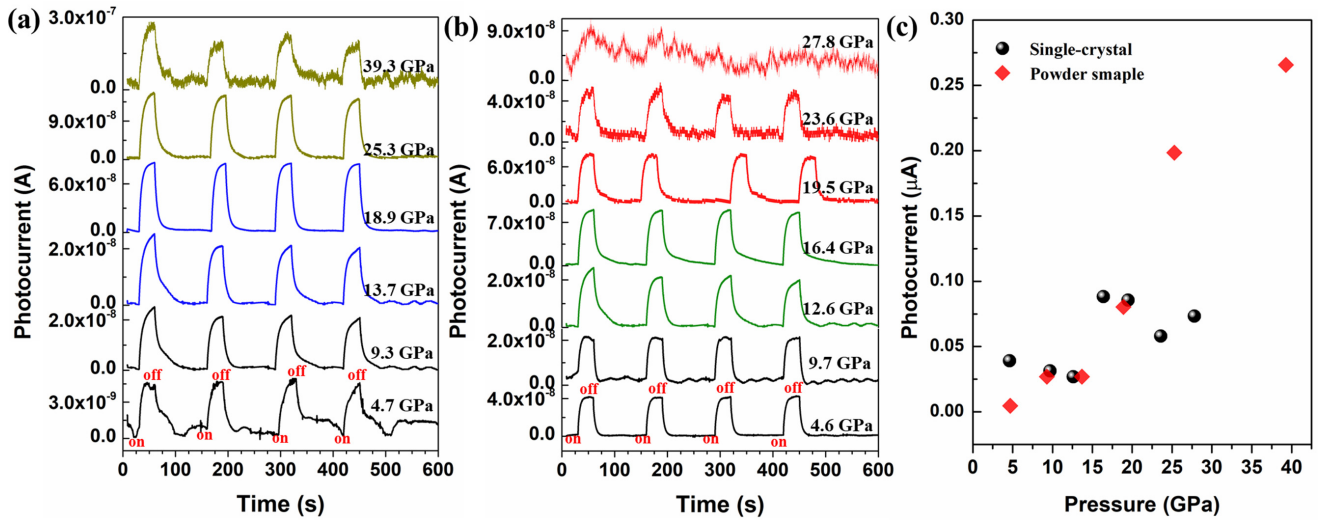 (a)
3.0x10^-7
0.0
39.3 GPa
9.0x10^-8
0.0
25.3 GPa
6.0x10^-8
0.0
18.9 GPa
2.0x10^-8
0.0
13.7 GPa
2.0x10^-8
0.0
9.3 GPa
off off off off
3.0x10^-9
0.0
4.7 GPa
on on on on
0 100 200 300 400 500 600
Time (s)
Photocurrent (A)
(b)
9.0x10^-8
0.0
27.8 GPa
4.0x10^-8
0.0
23.6 GPa
6.0x10^-8
0.0
19.5 GPa
7.0x10^-8
0.0
16.4 GPa
2.0x10^-8
0.0
12.6 GPa
2.0x10^-8
0.0
9.7 GPa
off off off off
4.0x10^-8
0.0
4.6 GPa
on on on on
0 100 200 300 400 500 600
Time (s)
Photocurrent (A)
(c)
0.30
0.25
0.20
0.15
0.10
0.05
0.00
Single-crystal
Powder smaple
0 5 10 15 20 25 30 35 40
Pressure (GPa)
Photocurrent (μA)